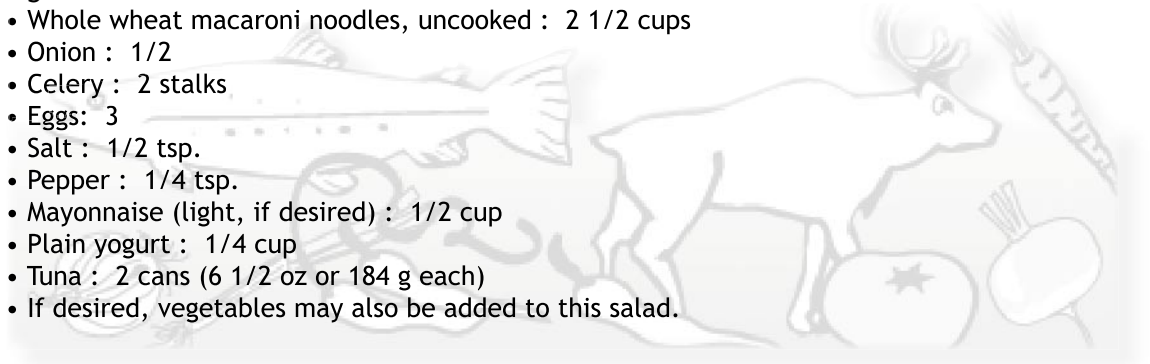 • Whole wheat macaroni noodles, uncooked :  2 1/2 cups
• Onion :  1/2
• Celery :  2 stalks
• Eggs:  3
• Salt :  1/2 tsp.
• Pepper :  1/4 tsp.
• Mayonnaise (light, if desired) :  1/2 cup
• Plain yogurt :  1/4 cup
• Tuna :  2 cans (6 1/2 oz or 184 g each)
• If desired, vegetables may also be added to this salad.